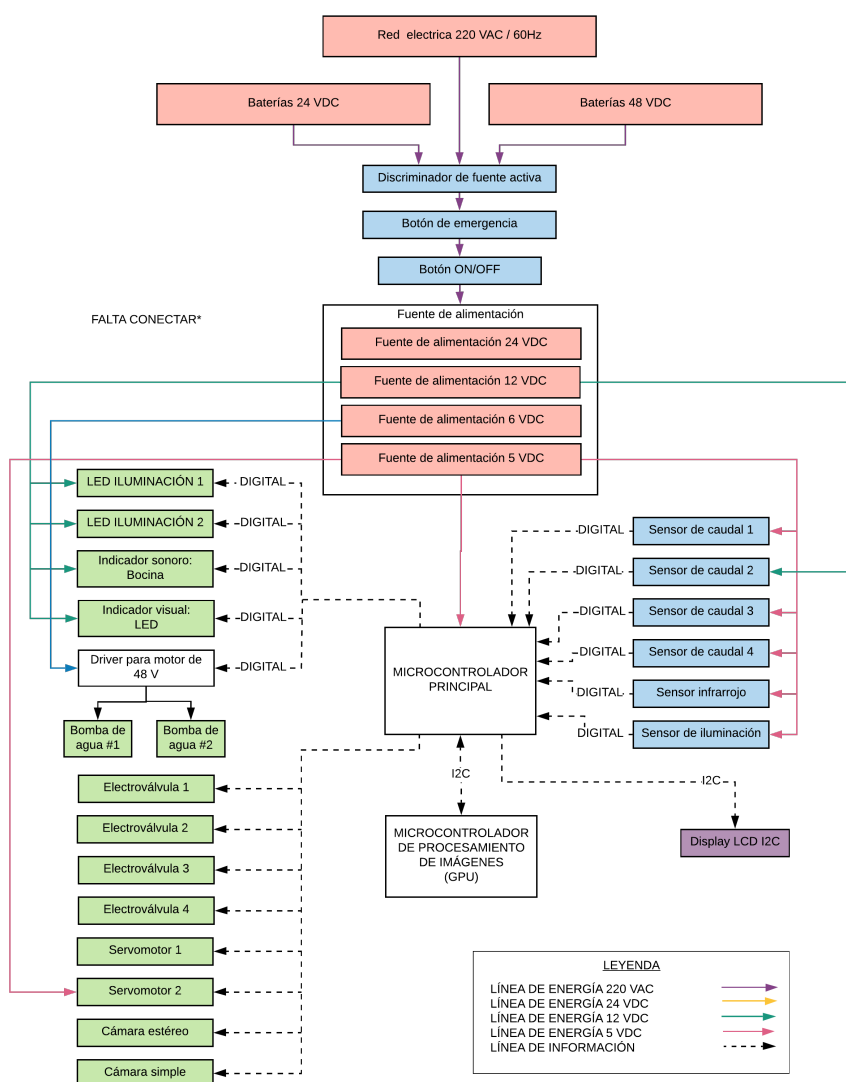 Red electrica 220 VAC / 60Hz
Baterías 24 VDC
Baterías 48 VDC
Discriminador de fuente activa
Botón de emergencia
Botón ON/OFF
FALTA CONECTAR*
Fuente de alimentación
Fuente de alimentación 24 VDC
Fuente de alimentación 12 VDC
Fuente de alimentación 6 VDC
Fuente de alimentación 5 VDC
LED ILUMINACIÓN 1
DIGITAL
LED ILUMINACIÓN 2
DIGITAL
Indicador sonoro:
Bocina
DIGITAL
Indicador visual:
LED
DIGITAL
Driver para motor de
48 V
DIGITAL
Bomba de
agua #1
Bomba de
agua #2
DIGITAL
Sensor de caudal 1
DIGITAL
Sensor de caudal 2
DIGITAL
Sensor de caudal 3
DIGITAL
Sensor de caudal 4
DIGITAL
Sensor infrarrojo
DIGITAL
Sensor de iluminación
MICROCONTROLADOR
PRINCIPAL
I2C
I2C
MICROCONTROLADOR
DE PROCESAMIENTO
DE IMÁGENES
(GPU)
Display LCD I2C
Electroválvula 1
Electroválvula 2
Electroválvula 3
Electroválvula 4
Servomotor 1
Servomotor 2
Cámara estéreo
Cámara simple
LEYENDA
LÍNEA DE ENERGÍA 220 VAC
LÍNEA DE ENERGÍA 24 VDC
LÍNEA DE ENERGÍA 12 VDC
LÍNEA DE ENERGÍA 5 VDC
LÍNEA DE INFORMACIÓN